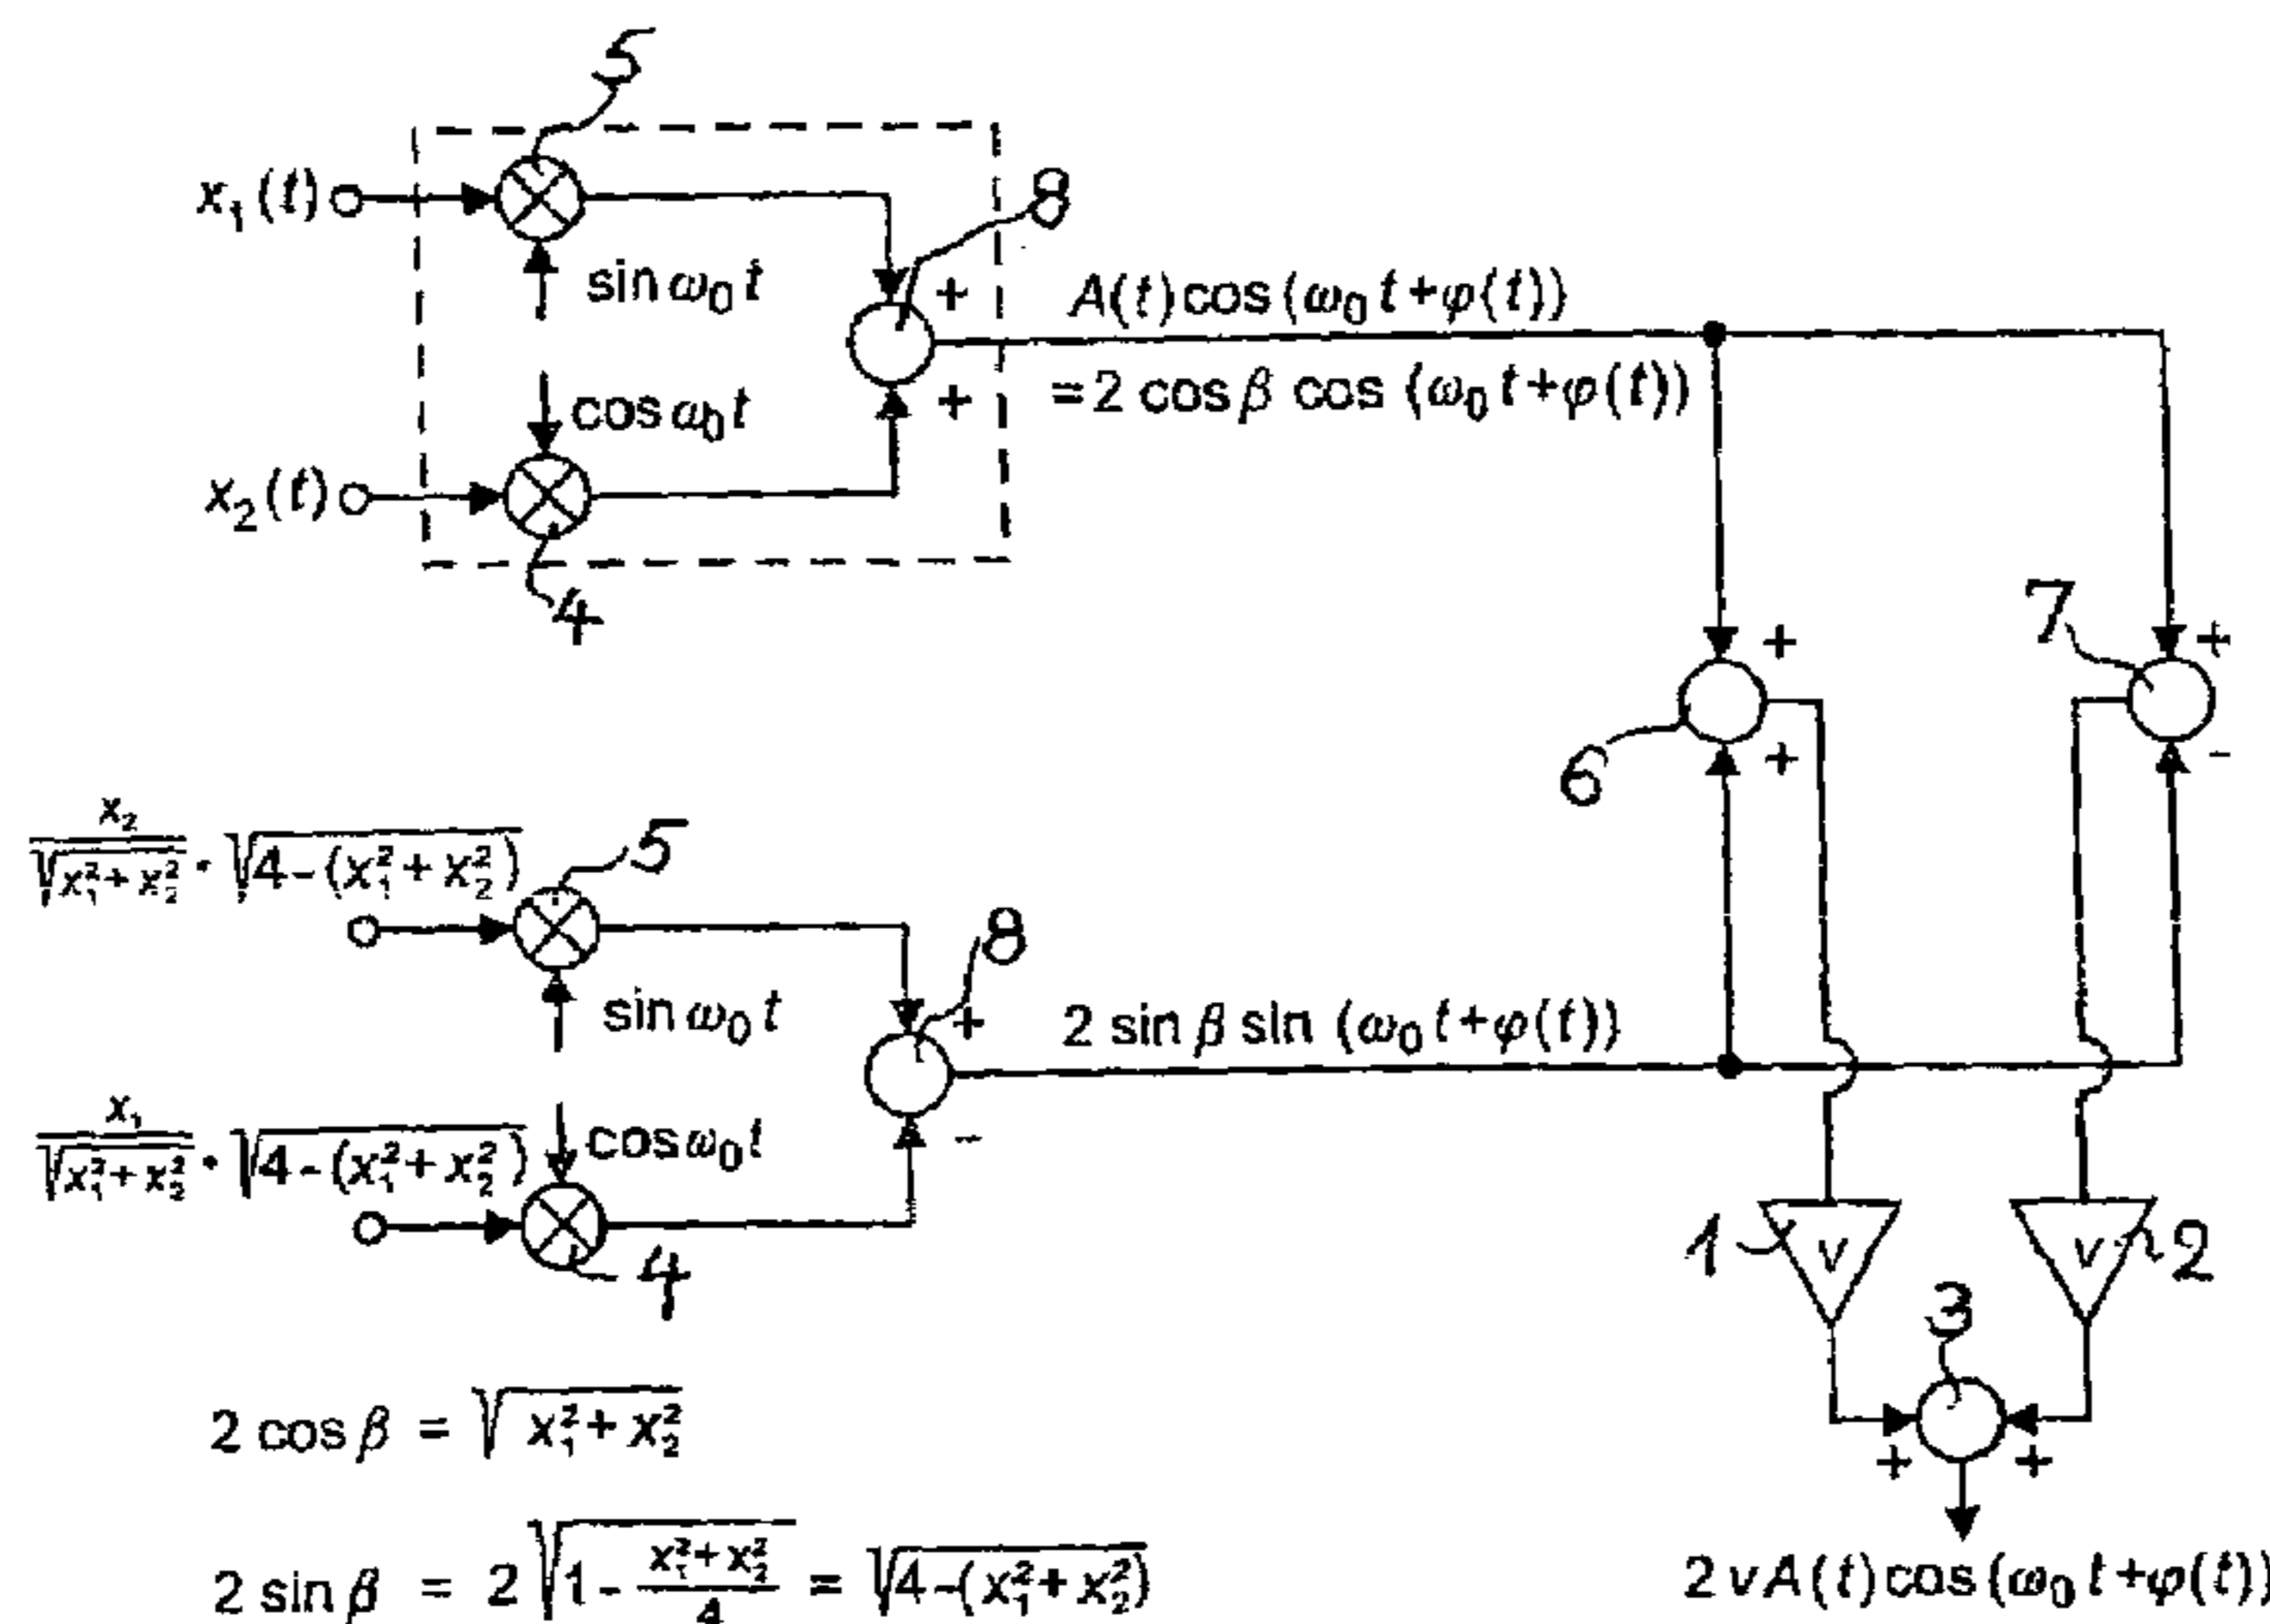 5
x₁(t)
sin ω₀t
8
+
A(t)cos(ω₀t+φ(t))
=2 cosβ cos (ω₀t+φ(t))
cos ω₀t
+
x₂(t)
4
7
+
+
6
+
-
x₂/√(x₁²+x₂²) · √(4-(x₁²+x₂²))
5
8
sin ω₀t
+
2 sin β sin (ω₀t+φ(t))
x₁/√(x₁²+x₂²) · √(4-(x₁²+x₂²))
cos ω₀t
-
4
1
v
v
2
3
+
+
2 cos β = √(x₁²+x₂²)
2 sin β = 2√(1-(x₁²+x₂²)/4) = √(4-(x₁²+x₂²))
2vA(t)cos(ω₀t+φ(t))